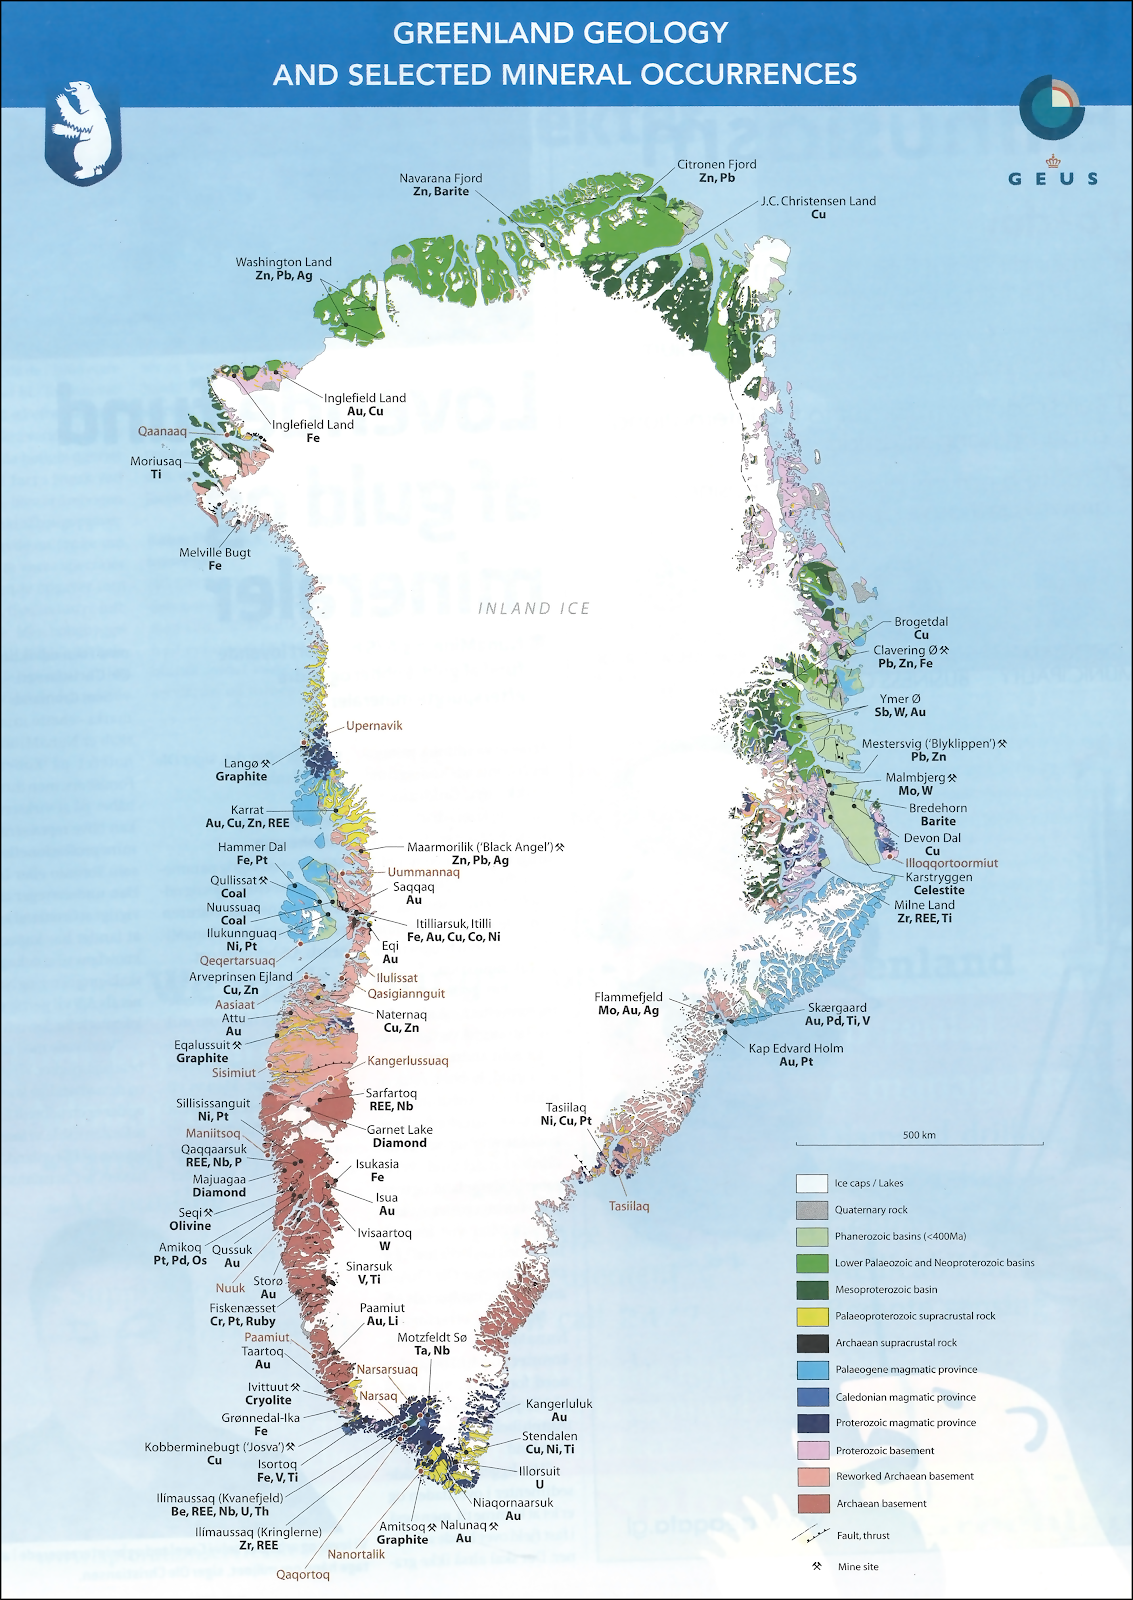 GREENLAND GEOLOGY
AND SELECTED MINERAL OCCURRENCES
GEUS
Citronen Fjord
Zn, Pb
Navarana Fjord
Zn, Barite
J.C. Christensen Land
Cu
Washington Land
Zn, Pb, Ag
Inglefield Land
Au, Cu
Inglefield Land
Fe
Qaanaaq
Moriusaq
Ti
Melville Bugt
Fe
INLAND ICE
Brogetdal
Cu
Clavering Ø
Pb, Zn, Fe
Ymer Ø
Sb, W, Au
Upernavik
Mestersvig ('Blyklippen')
Pb, Zn
Langø
Graphite
Malmbjerg
Mo, W
Karrat
Au, Cu, Zn, REE
Bredehorn
Barite
Devon Dal
Cu
Hammer Dal
Fe, Pt
Maarmorilik ('Black Angel')
Zn, Pb, Ag
Illoqqortoormiut
Uummannaq
Karstryggen
Celestite
Qullissat
Coal
Saqqaq
Au
Milne Land
Zr, REE, Ti
Nuussuaq
Coal
Itilliarsuk, Itilli
Fe, Au, Cu, Co, Ni
Ilukunnguaq
Ni, Pt
Eqi
Au
Qeqertarsuaq
Arveprinsen Ejland
Cu, Zn
Ilulissat
Qasigiannguit
Flammefjeld
Mo, Au, Ag
Aasiaat
Skærgaard
Au, Pd, Ti, V
Attu
Au
Naternaq
Cu, Zn
Eqalussuit
Graphite
Kap Edvard Holm
Au, Pt
Sisimiut
Kangerlussuaq
Sarfartoq
REE, Nb
Sillisissanguit
Ni, Pt
Tasiilaq
Ni, Cu, Pt
Garnet Lake
Diamond
Maniitsoq
500 km
Qaqqaarsuk
REE, Nb, P
Isukasia
Fe
Majuagaa
Diamond
Isua
Au
Seqi
Olivine
Tasiilaq
Ivisaartoq
W
Amikoq
Pt, Pd, Os
Qussuk
Au
Sinarsuk
V, Ti
Nuuk
Storø
Au
Fiskenæsset
Cr, Pt, Ruby
Paamiut
Au, Li
Paamiut
Motzfeldt Sø
Ta, Nb
Taartoq
Au
Narsarsuaq
Ivittuut
Cryolite
Narsaq
Kangerluluk
Au
Grønnedal-Ika
Fe
Stendalen
Cu, Ni, Ti
Kobberminebugt ('Josva')
Cu
Isortoq
Fe, V, Ti
Illorsuit
U
Ilímaussaq (Kvanefjeld)
Be, REE, Nb, U, Th
Niaqornaarsuk
Au
Ilímaussaq (Kringlerne)
Zr, REE
Amitsoq
Graphite
Nalunaq
Au
Nanortalik
Qaqortoq
Ice caps / Lakes
Quaternary rock
Phanerozoic basins (<400Ma)
Lower Palaeozoic and Neoproterozoic basins
Mesoproterozoic basin
Palaeoproterozoic supracrustal rock
Archaean supracrustal rock
Palaeogene magmatic province
Caledonian magmatic province
Proterozoic magmatic province
Proterozoic basement
Reworked Archaean basement
Archaean basement
Fault, thrust
Mine site